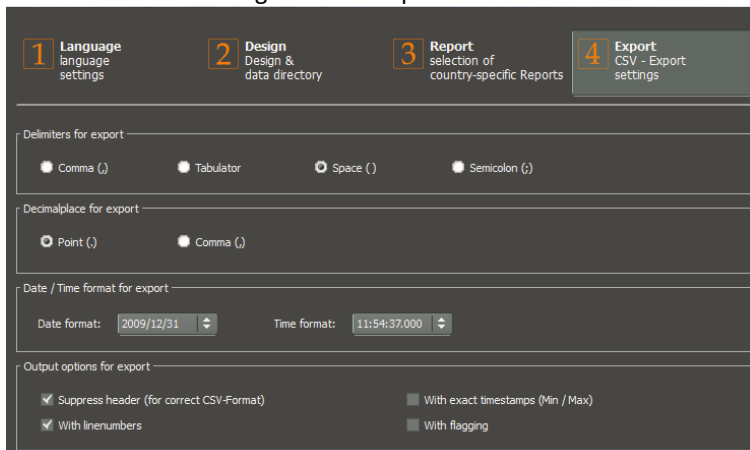 1 Language
language
settings
2 Design
Design &
data directory
3 Report
selection of
country-specific Reports
4 Export
CSV - Export
settings
Delimiters for export
Comma (,) Tabulator Space ( ) Semicolon (;)
Decimalplace for export
Point (.) Comma (,)
Date / Time format for export
Date format: 2009/12/31 Time format: 11:54:37.000
Output options for export
Suppress header (for correct CSV-Format) With exact timestamps (Min / Max)
With linenumbers With flagging